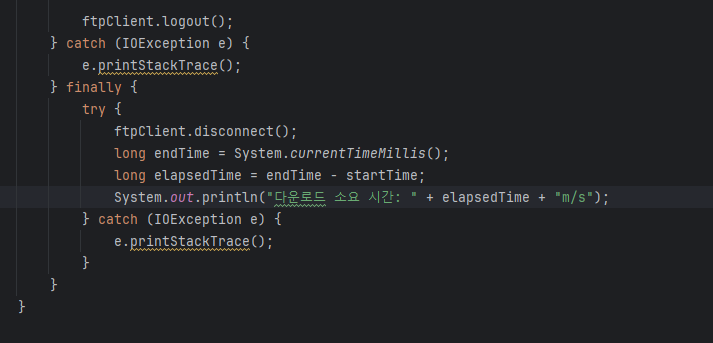 ftpClient.logout();
} catch (IOException e) {
e.printStackTrace();
} finally {
try {
ftpClient.disconnect();
long endTime = System.currentTimeMillis();
long elapsedTime = endTime - startTime;
System.out.println("다운로드 소요 시간: " + elapsedTime + "m/s");
} catch (IOException e) {
e.printStackTrace();
}
}
}